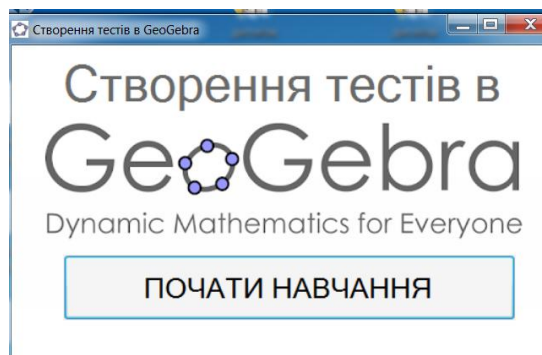 Створення тестів в GeoGebra
Створення тестів в
GeoGebra
Dynamic Mathematics for Everyone
ПОЧАТИ НАВЧАННЯ